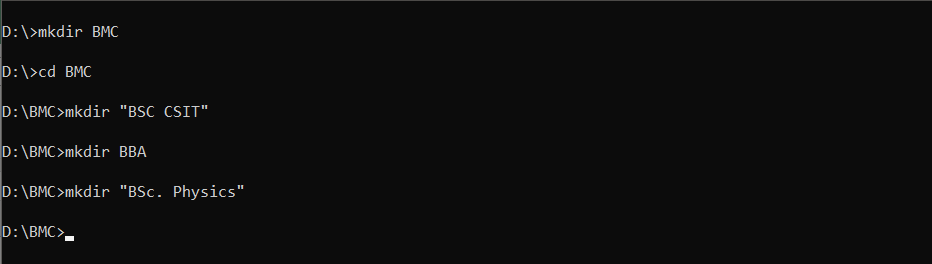 D:\>mkdir BMC
D:\>cd BMC
D:\BMC>mkdir "BSC CSIT"
D:\BMC>mkdir BBA
D:\BMC>mkdir "BSc. Physics"
D:\BMC>